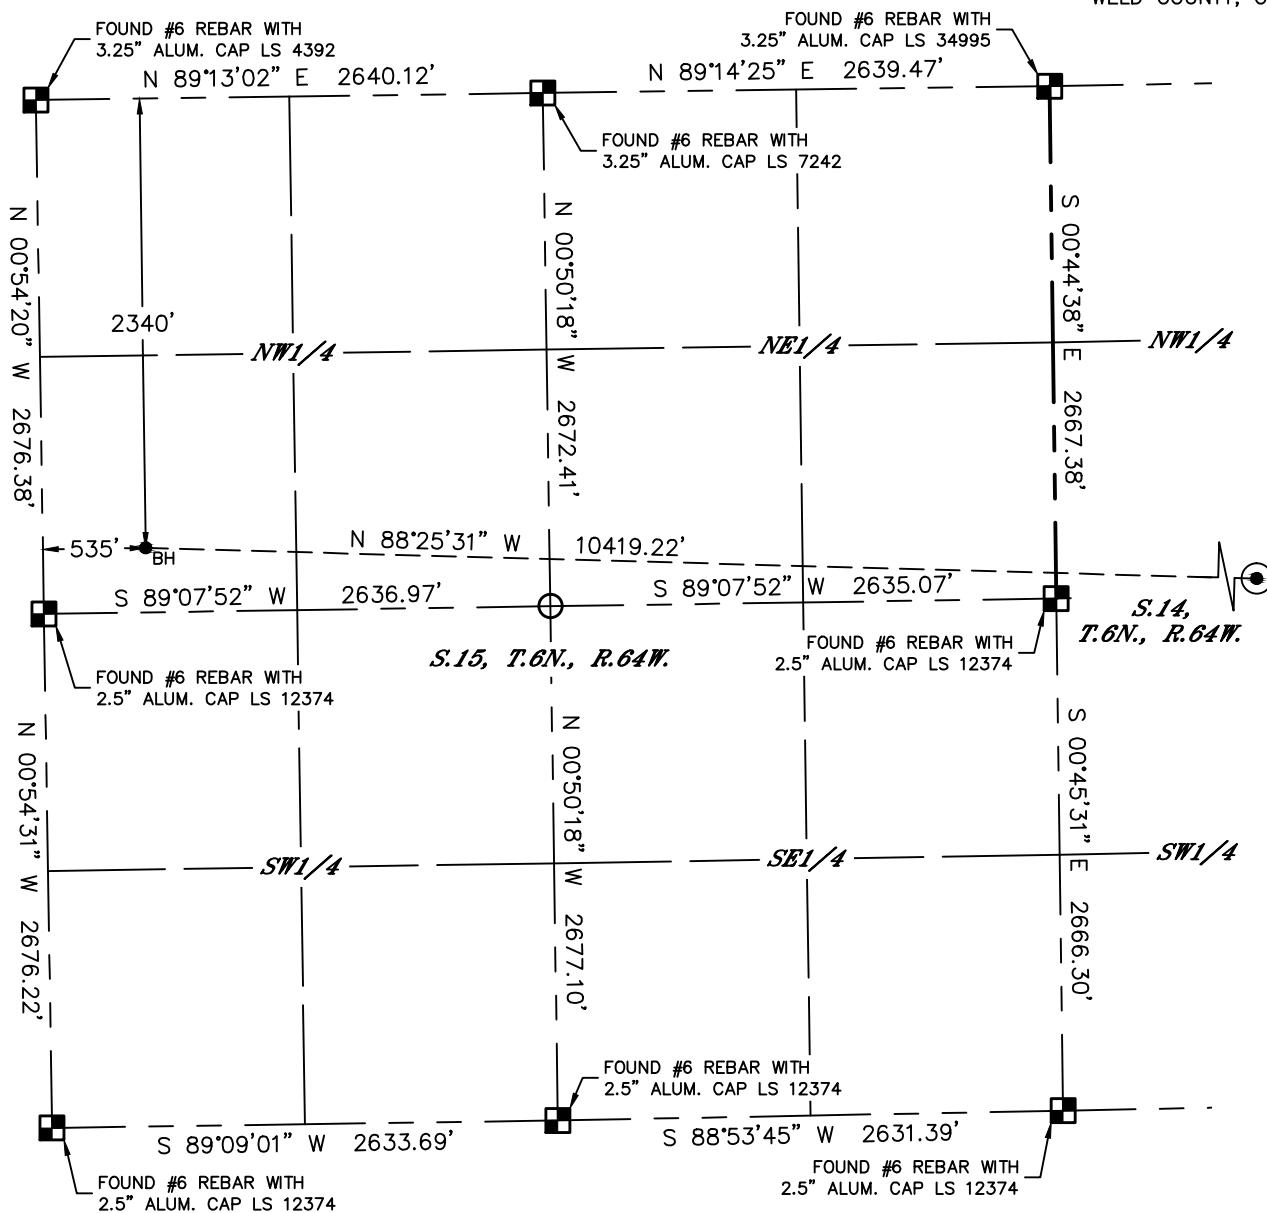 WELD COUNTY, C
FOUND #6 REBAR WITH
3.25" ALUM. CAP LS 4392
FOUND #6 REBAR WITH
3.25" ALUM. CAP LS 34995
N 89°13'02" E 2640.12'
N 89°14'25" E 2639.47'
FOUND #6 REBAR WITH
3.25" ALUM. CAP LS 7242
N 00°54'20" W 2676.38'
2340'
N 00°50'18" W 2672.41'
S 00°44'38" E 2667.38'
NW1/4
NE1/4
NW1/4
535'
BH
N 88°25'31" W 10419.22'
S 89°07'52" W 2636.97'
S 89°07'52" W 2635.07'
S.14,
T.6N., R.64W.
S.15, T.6N., R.64W.
FOUND #6 REBAR WITH
2.5" ALUM. CAP LS 12374
FOUND #6 REBAR WITH
2.5" ALUM. CAP LS 12374
N 00°54'31" W 2676.22'
N 00°50'18" W 2677.10'
S 00°45'31" E 2666.30'
SW1/4
SE1/4
SW1/4
FOUND #6 REBAR WITH
2.5" ALUM. CAP LS 12374
S 89°09'01" W 2633.69'
S 88°53'45" W 2631.39'
FOUND #6 REBAR WITH
2.5" ALUM. CAP LS 12374
FOUND #6 REBAR WITH
2.5" ALUM. CAP LS 12374